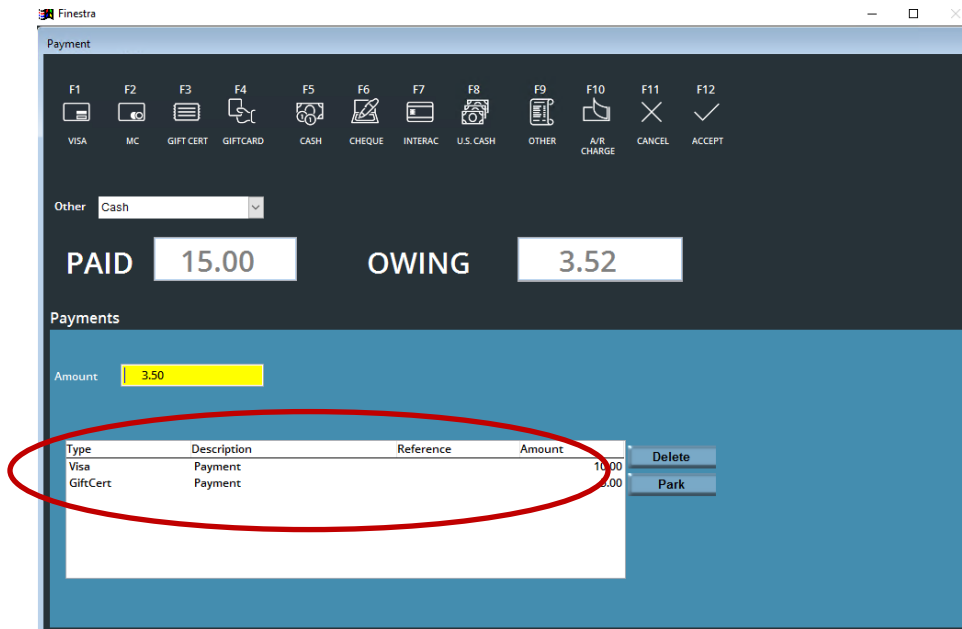 Finestra
Payment
F1 F2 F3 F4 F5 F6 F7 F8 F9 F10 F11 F12
VISA MC GIFT CERT GIFTCARD CASH CHEQUE INTERAC U.S. CASH OTHER A/R CHARGE CANCEL ACCEPT
Other Cash
PAID 15.00 OWING 3.52
Payments
Amount 3.50
Type Description Reference Amount
Visa Payment 10.00
GiftCert Payment 5.00
Delete
Park